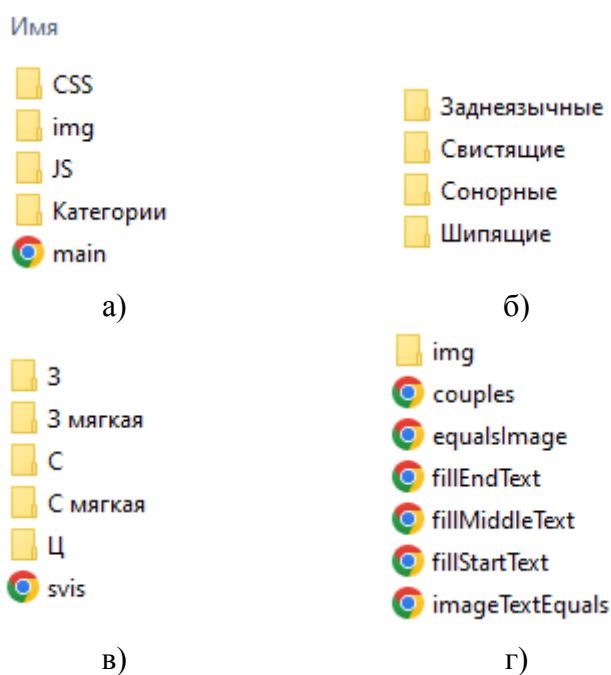 Имя
CSS
img
JS
Категории
main
а)
Заднеязычные
Свистящие
Сонорные
Шипящие
б)
З
З мягкая
С
С мягкая
Ц
svis
в)
img
couples
equalsImage
fillEndText
fillMiddleText
fillStartText
imageTextEquals
г)